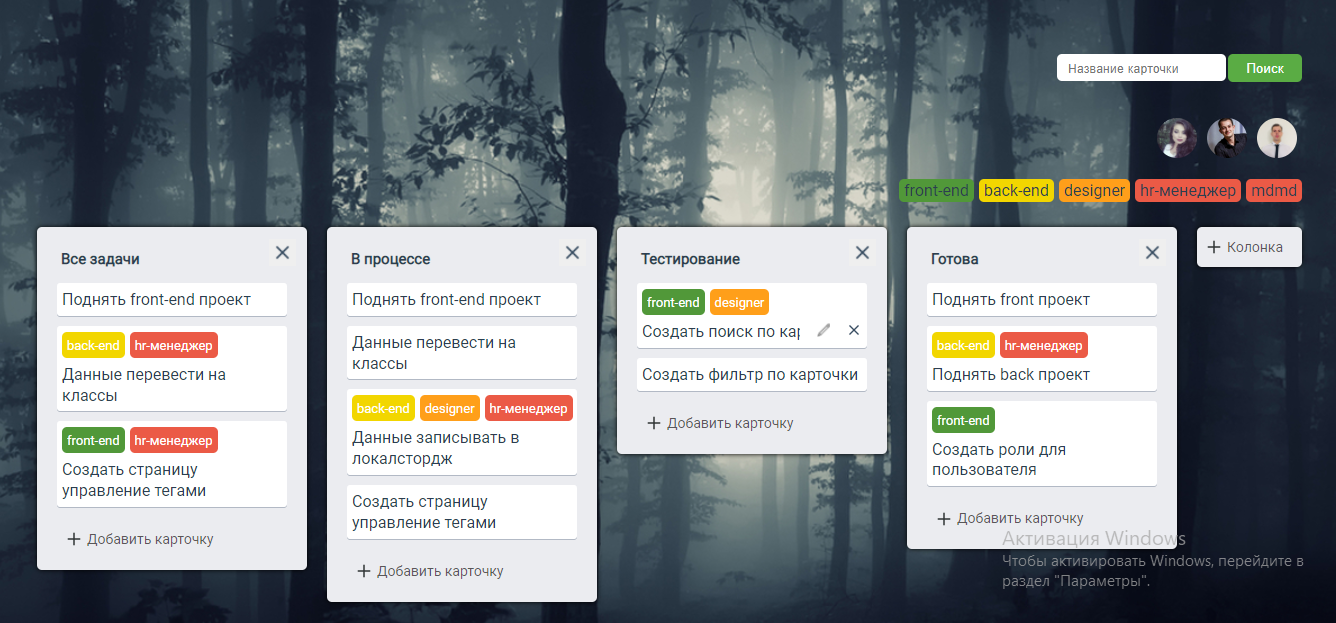 Название карточки
Поиск
front-end back-end designer hr-менеджер mdmd
Все задачи
Поднять front-end проект
back-end hr-менеджер
Данные перевести на
классы
front-end hr-менеджер
Создать страницу
управление тегами
Добавить карточку
В процессе
Поднять front-end проект
Данные перевести на
классы
back-end designer hr-менеджер
Данные записывать в
локалстордж
Создать страницу
управление тегами
Добавить карточку
Тестирование
front-end designer
Создать поиск по кар
Создать фильтр по карточки
Добавить карточку
Готова
Поднять front проект
back-end hr-менеджер
Поднять back проект
front-end
Создать роли для
пользователя
Добавить карточку
Колонка
Активация Windows
Чтобы активировать Windows, перейдите в
раздел "Параметры".